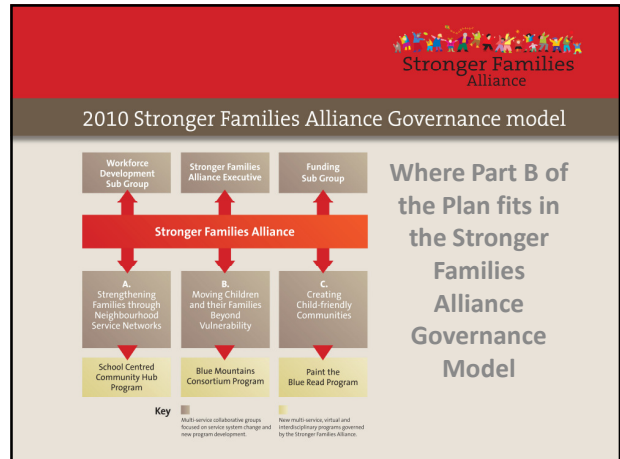 Stronger Families
Alliance
2010 Stronger Families Alliance Governance model
Workforce
Development
Sub Group
Stronger Families
Alliance Executive
Funding
Sub Group
Stronger Families Alliance
A.
Strengthening
Families through
Neighbourhood
Service Networks
B.
Moving Children
and their Families
Beyond
Vulnerability
C.
Creating
Child-friendly
Communities
School Centred
Community Hub
Program
Blue Mountains
Consortium Program
Paint the
Blue Read Program
Key
Multi-service collaborative groups
focused on service system change and
new program development.
New multi-service, virtual and
interdisciplinary programs governed
by the Stronger Families Alliance.
Where Part B of
the Plan fits in
the Stronger
Families
Alliance
Governance
Model